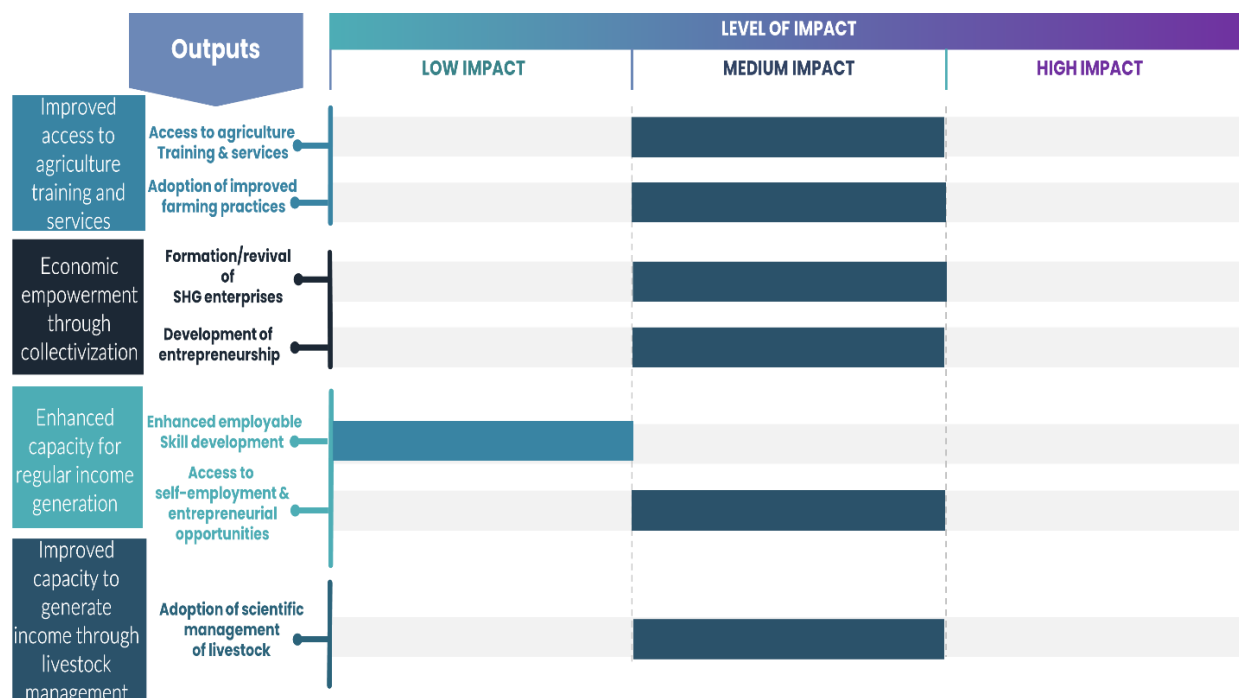 Outputs
LEVEL OF IMPACT
LOW IMPACT
MEDIUM IMPACT
HIGH IMPACT
Improved
access to
agriculture
training and
services
Access to agriculture
Training & services
Adoption of improved
farming practices
Economic
empowerment
through
collectivization
Formation/revival
of
SHG enterprises
Development of
entrepreneurship
Enhanced
capacity for
regular income
generation
Enhanced employable
Skill development
Access to
self-employment &
entrepreneurial
opportunities
Improved
capacity to
generate
income through
livestock
management
Adoption of scientific
management
of livestock